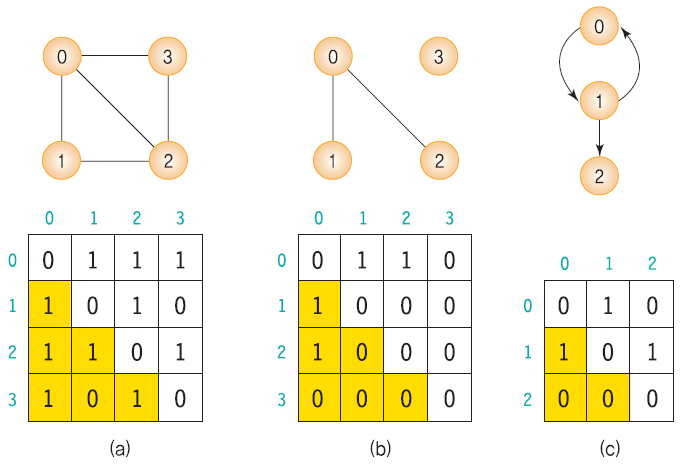 0 3
1 2
0 3
1 2
0
1
2
0 1 2 3
0 0 1 1 1
1 1 0 1 0
2 1 1 0 1
3 1 0 1 0
(a)
0 1 2 3
0 0 1 1 0
1 1 0 0 0
2 1 0 0 0
3 0 0 0 0
(b)
0 1 2
0 0 1 0
1 1 0 1
2 0 0 0
(c)